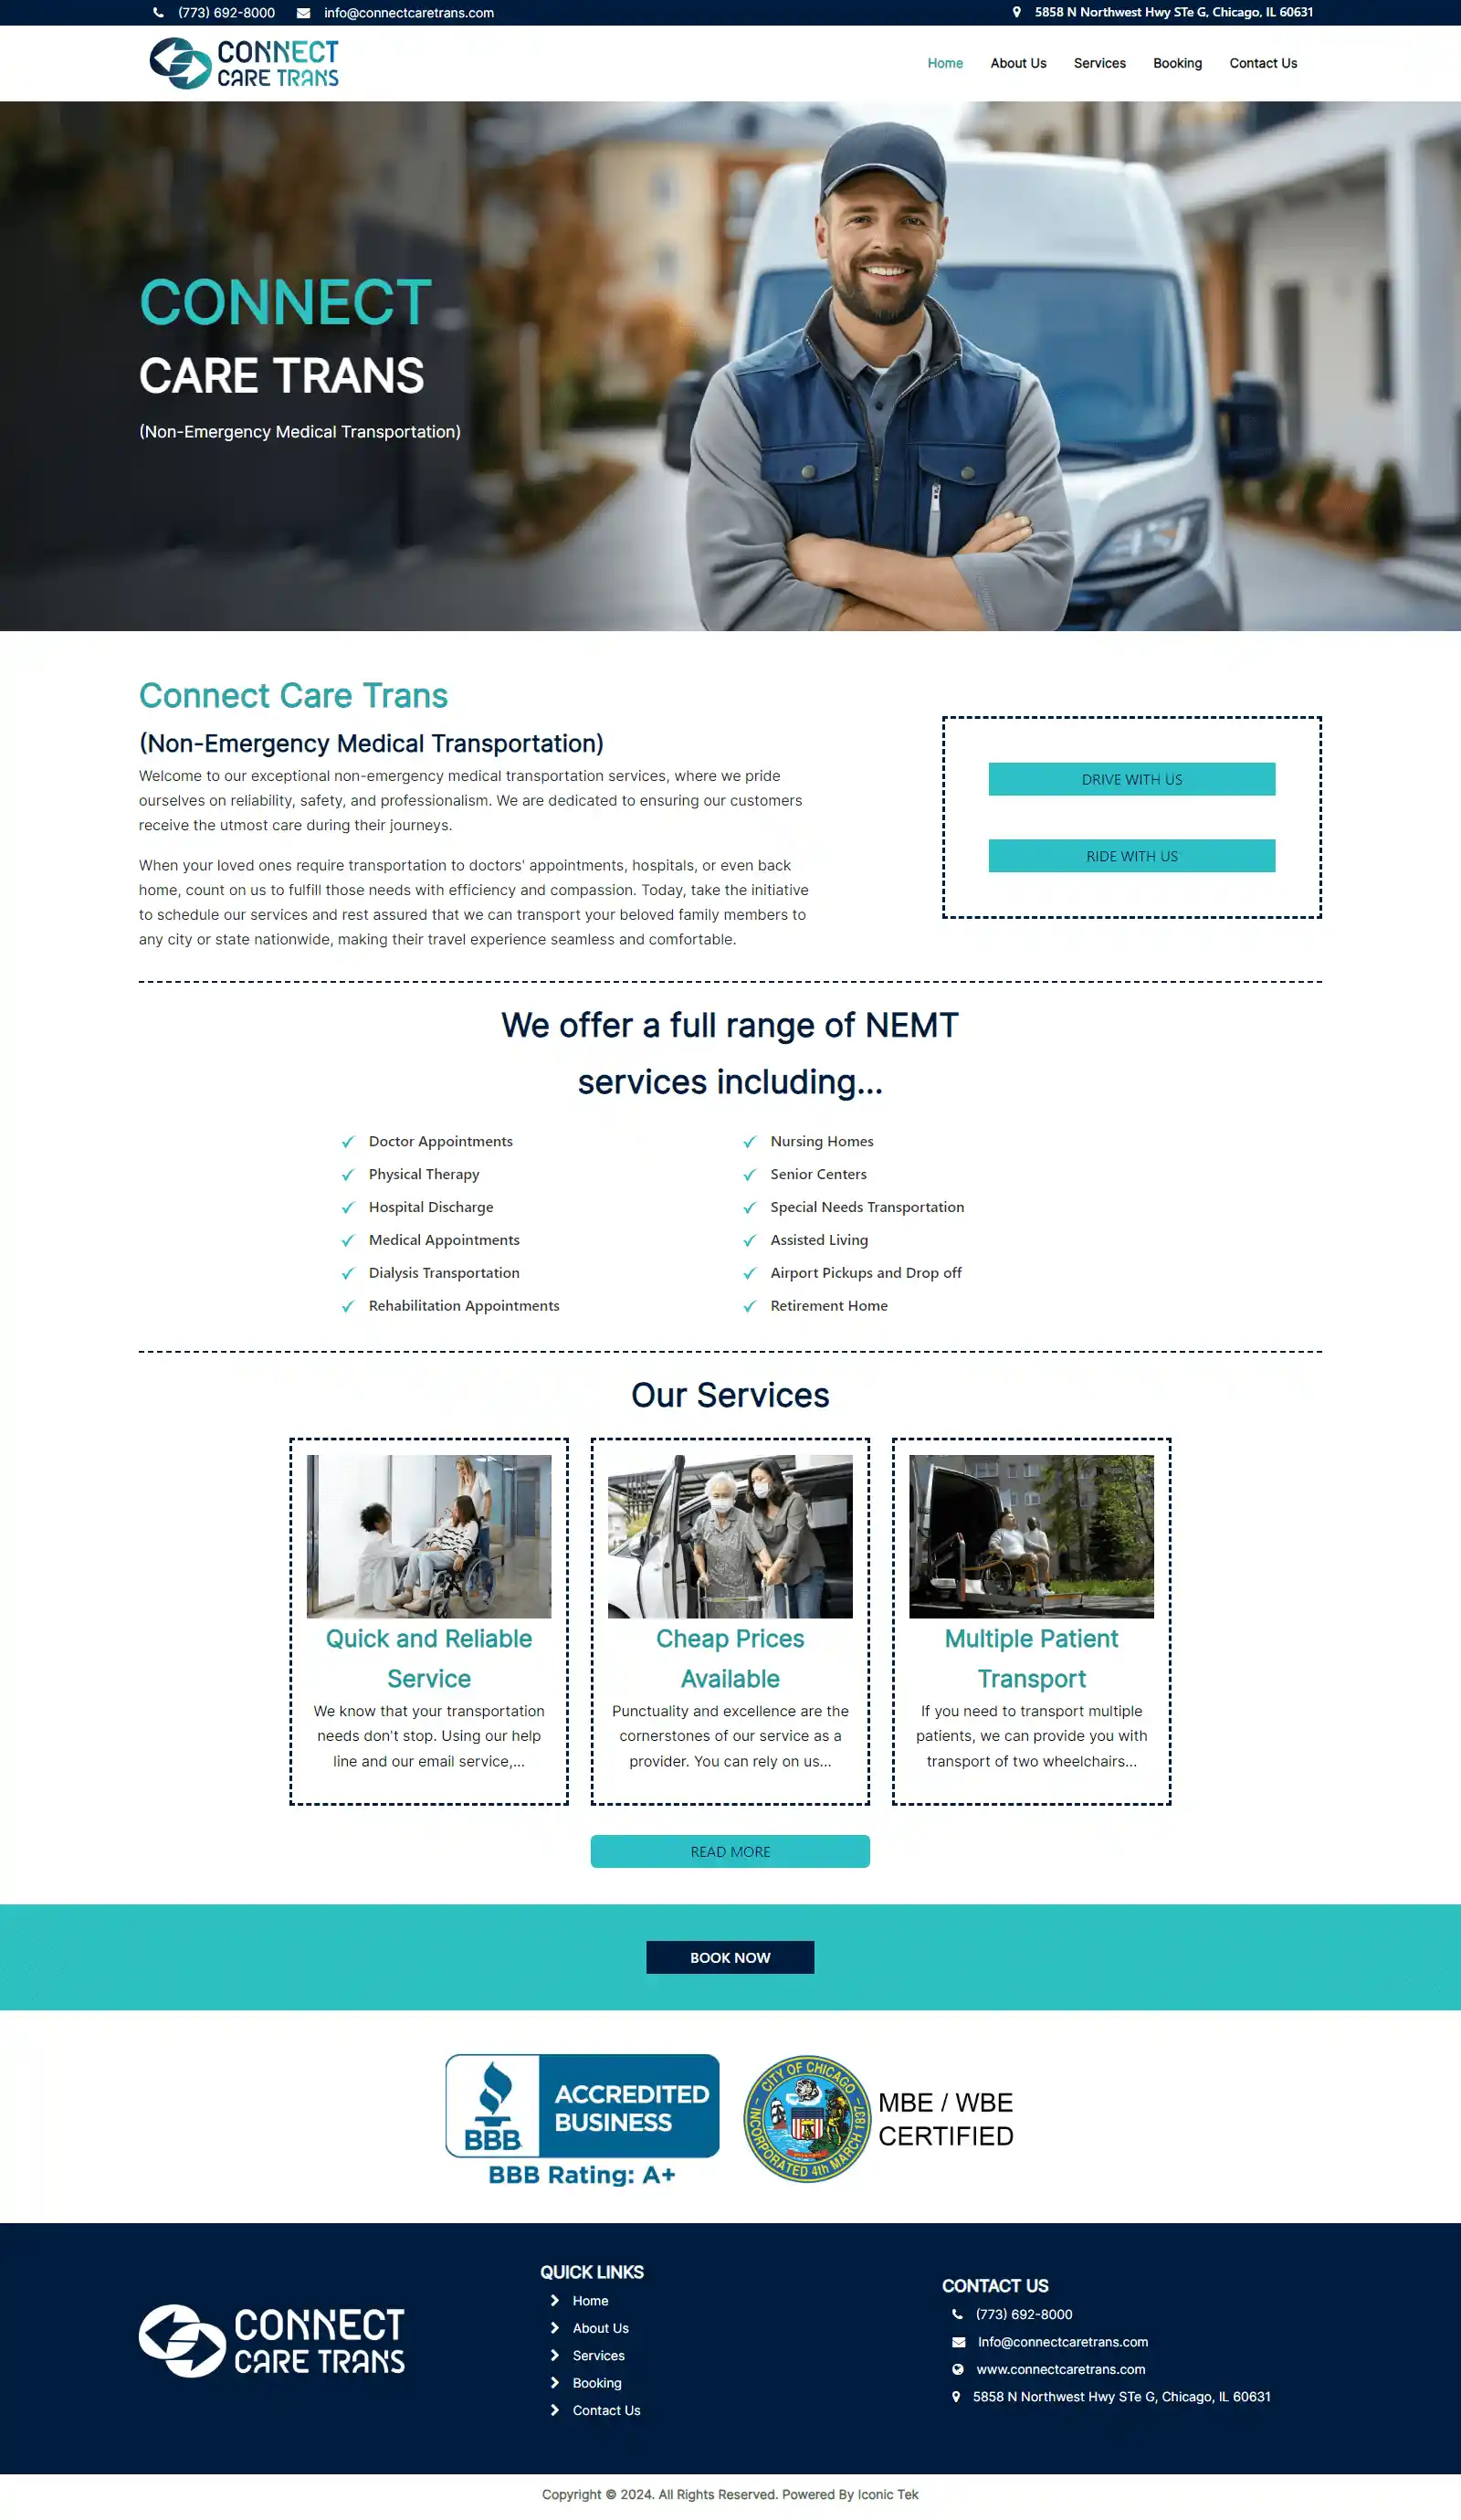 (773) 692-8000 info@connectcaretrans.com 5858 N Northwest Hwy STe G, Chicago, IL 60631
CONNECT
CARE TRANS
Home About Us Services Booking Contact Us
CONNECT
CARE TRANS
(Non-Emergency Medical Transportation)
Connect Care Trans
(Non-Emergency Medical Transportation)
Welcome to our exceptional non-emergency medical transportation services, where we pride
ourselves on reliability, safety, and professionalism. We are dedicated to ensuring our customers
receive the utmost care during their journeys.
When your loved ones require transportation to doctors' appointments, hospitals, or even back
home, count on us to fulfill those needs with efficiency and compassion. Today, take the initiative
to schedule our services and rest assured that we can transport your beloved family members to
any city or state nationwide, making their travel experience seamless and comfortable.
DRIVE WITH US
RIDE WITH US
We offer a full range of NEMT
services including...
Doctor Appointments
Physical Therapy
Hospital Discharge
Medical Appointments
Dialysis Transportation
Rehabilitation Appointments
Nursing Homes
Senior Centers
Special Needs Transportation
Assisted Living
Airport Pickups and Drop off
Retirement Home
Our Services
Quick and Reliable
Service
We know that your transportation
needs don't stop. Using our help
line and our email service,...
Cheap Prices
Available
Punctuality and excellence are the
cornerstones of our service as a
provider. You can rely on us...
Multiple Patient
Transport
If you need to transport multiple
patients, we can provide you with
transport of two wheelchairs...
READ MORE
BOOK NOW
BBB
ACCREDITED
BUSINESS
BBB Rating: A+
CITY OF CHICAGO
INCORPORATED 4th MARCH 1837
MBE / WBE
CERTIFIED
CONNECT
CARE TRANS
QUICK LINKS
Home
About Us
Services
Booking
Contact Us
CONTACT US
(773) 692-8000
Info@connectcaretrans.com
www.connectcaretrans.com
5858 N Northwest Hwy STe G, Chicago, IL 60631
Copyright © 2024. All Rights Reserved. Powered By Iconic Tek